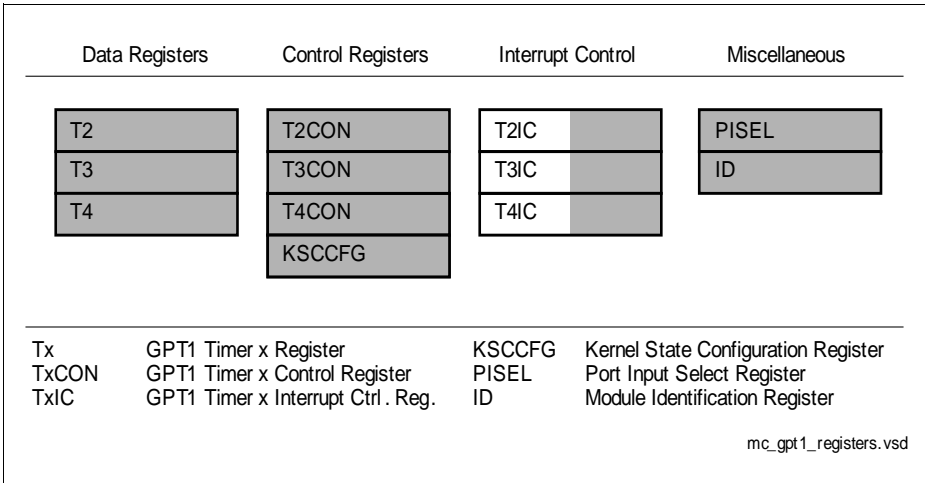 Data Registers Control Registers Interrupt Control Miscellaneous
T2 T2CON T2IC PISEL
T3 T3CON T3IC ID
T4 T4CON T4IC
KSCCFG
Tx GPT1 Timer x Register KSCCFG Kernel State Configuration Register
TxCON GPT1 Timer x Control Register PISEL Port Input Select Register
TxIC GPT1 Timer x Interrupt Ctrl. Reg. ID Module Identification Register
mc_gpt1_registers.vsd